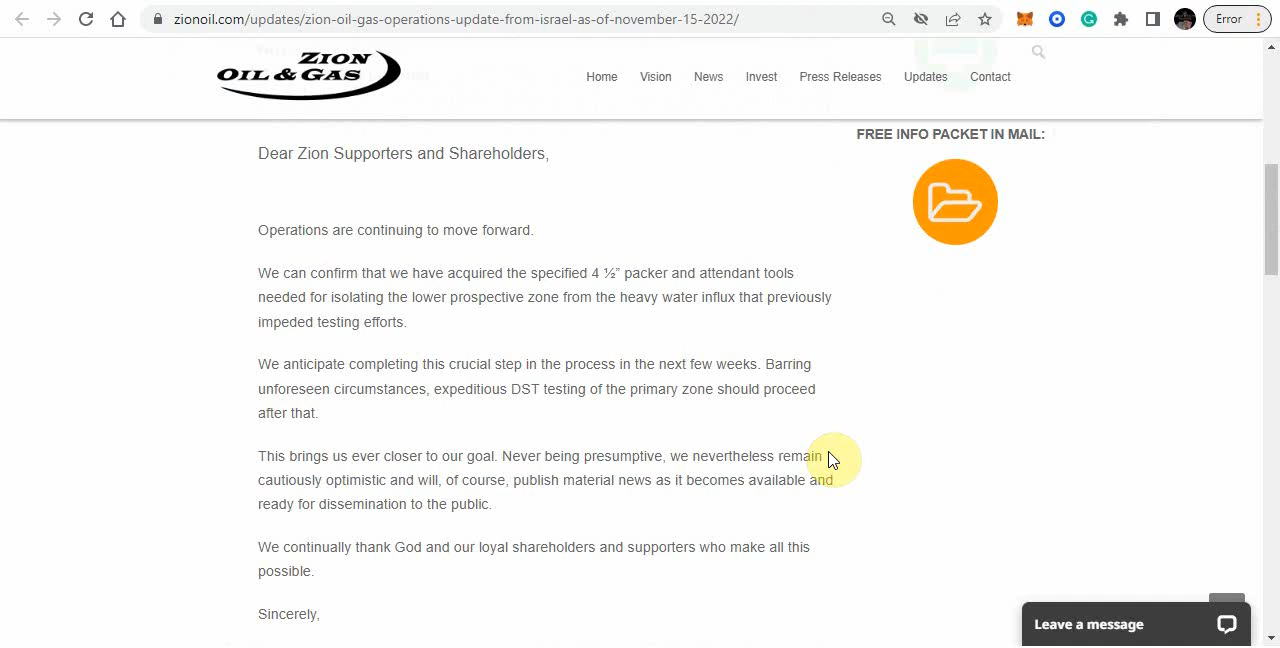 zionoil.com/updates/zion-oil-gas-operations-update-from-israel-as-of-november-15-2022/
Error
ZION
OIL & GAS
Home Vision News Invest Press Releases Updates Contact
FREE INFO PACKET IN MAIL:
Dear Zion Supporters and Shareholders,
Operations are continuing to move forward.
We can confirm that we have acquired the specified 4 ½” packer and attendant tools
needed for isolating the lower prospective zone from the heavy water influx that previously
impeded testing efforts.
We anticipate completing this crucial step in the process in the next few weeks. Barring
unforeseen circumstances, expeditious DST testing of the primary zone should proceed
after that.
This brings us ever closer to our goal. Never being presumptive, we nevertheless remain
cautiously optimistic and will, of course, publish material news as it becomes available and
ready for dissemination to the public.
We continually thank God and our loyal shareholders and supporters who make all this
possible.
Sincerely,
Leave a message